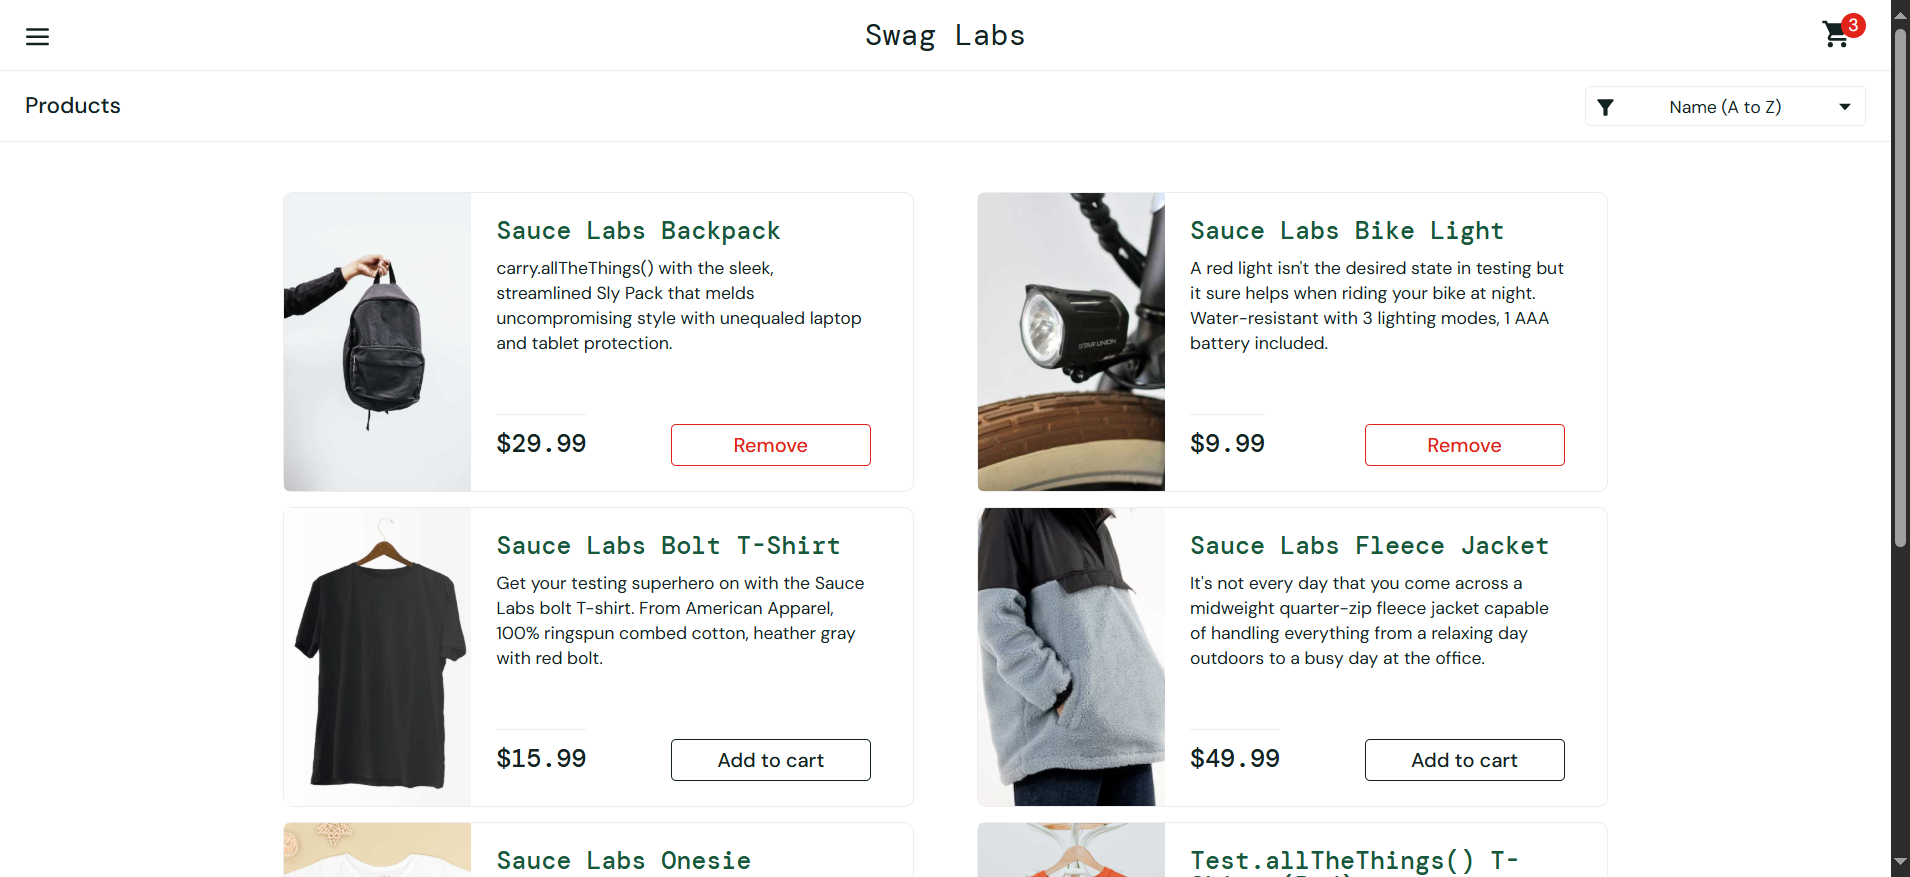 Swag Labs
3
Products
Name (A to Z)
Sauce Labs Backpack
carry.allTheThings() with the sleek,
streamlined Sly Pack that melds
uncompromising style with unequaled laptop
and tablet protection.
$29.99
Remove
Sauce Labs Bike Light
A red light isn't the desired state in testing but
it sure helps when riding your bike at night.
Water-resistant with 3 lighting modes, 1 AAA
battery included.
STAR UNION
$9.99
Remove
Sauce Labs Bolt T-Shirt
Get your testing superhero on with the Sauce
Labs bolt T-shirt. From American Apparel,
100% ringspun combed cotton, heather gray
with red bolt.
$15.99
Add to cart
Sauce Labs Fleece Jacket
It's not every day that you come across a
midweight quarter-zip fleece jacket capable
of handling everything from a relaxing day
outdoors to a busy day at the office.
$49.99
Add to cart
Sauce Labs Onesie
Test.allTheThings() T-